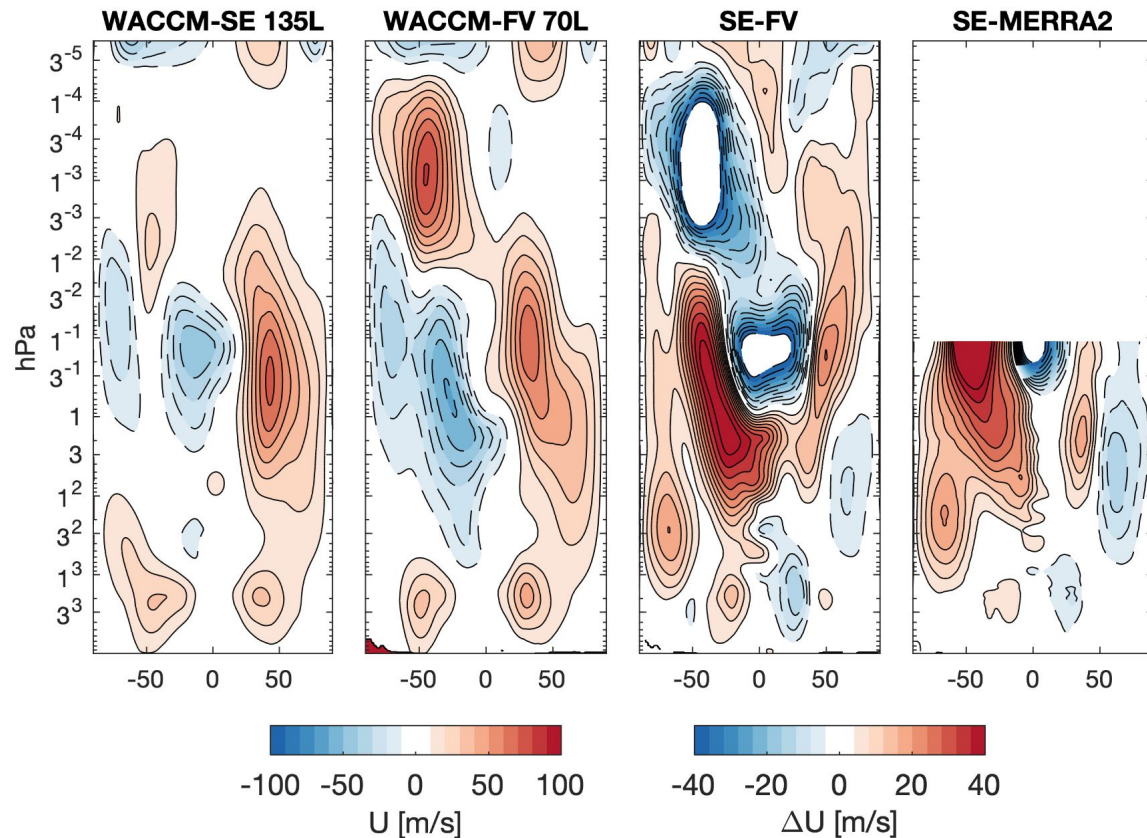 WACCM-SE 135L
WACCM-FV 70L
SE-FV
SE-MERRA2
3-5
1-4
3-4
1-3
3-3
1-2
3-2
1-1
3-1
1
3
1²
3²
1³
3³
hPa
-50 0 50
-50 0 50
-50 0 50
-50 0 50
-100 -50 0 50 100
U [m/s]
-40 -20 0 20 40
ΔU [m/s]